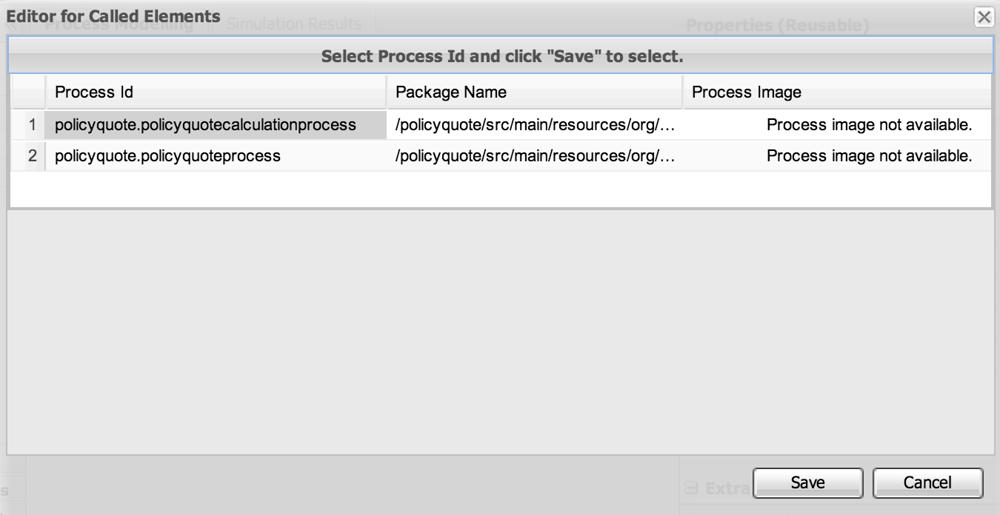 Editor for Called Elements
Process Modelling Simulation Results Properties (Reusable)
Select Process Id and click "Save" to select.
Process Id Package Name Process Image
1 policyquote.policyquotecalculationprocess /policyquote/src/main/resources/org/... Process image not available.
2 policyquote.policyquoteprocess /policyquote/src/main/resources/org/... Process image not available.
Extra Save Cancel